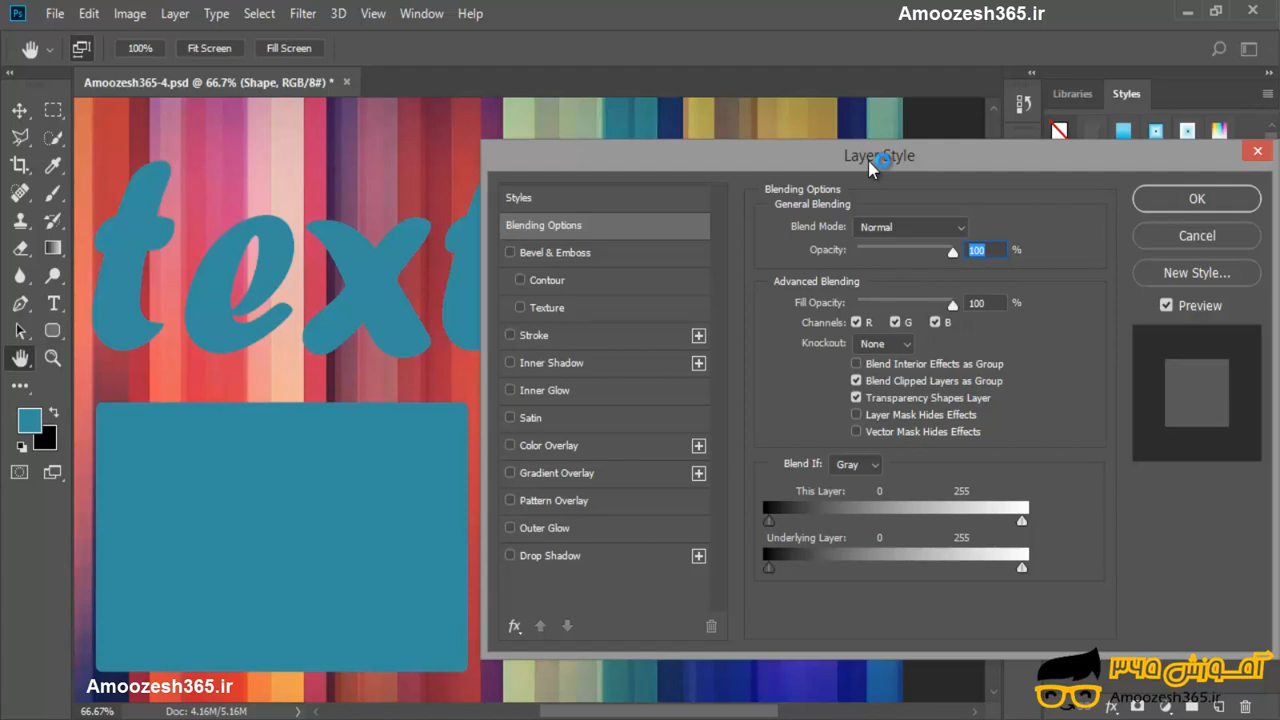 Amoozesh365.ir
Ps File Edit Image Layer Type Select Filter 3D View Window Help
100% Fit Screen Fill Screen
Amoozesh365-4.psd @ 66.7% (Shape, RGB/8#) * ×
Libraries Styles
text
Layer Style
Styles
Blending Options
Bevel & Emboss
Contour
Texture
Stroke
Inner Shadow
Inner Glow
Satin
Color Overlay
Gradient Overlay
Pattern Overlay
Outer Glow
Drop Shadow
fx
Blending Options
General Blending
Blend Mode: Normal
Opacity: 100 %
Advanced Blending
Fill Opacity: 100 %
Channels: R G B
Knockout: None
Blend Interior Effects as Group
Blend Clipped Layers as Group
Transparency Shapes Layer
Layer Mask Hides Effects
Vector Mask Hides Effects
Blend If: Gray
This Layer: 0 255
Underlying Layer: 0 255
OK
Cancel
New Style...
Preview
آموزش ۳۶۵
Amoozesh365.ir
Amoozesh365.ir
66.67% Doc: 4.16M/5.16M
fx